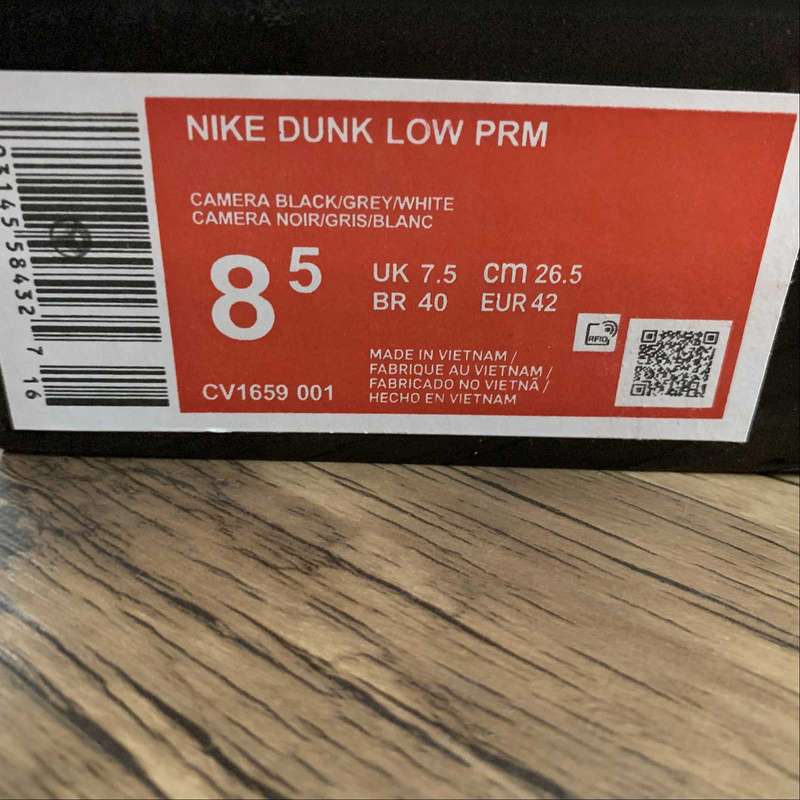 NIKE DUNK LOW PRM
CAMERA BLACK/GREY/WHITE
CAMERA NOIR/GRIS/BLANC
8 5
UK 7.5 cm 26.5
BR 40 EUR 42
RFID
MADE IN VIETNAM /
FABRIQUE AU VIETNAM /
FABRICADO NO VIETNÃ /
HECHO EN VIETNAM
CV1659 001
58432 7
16